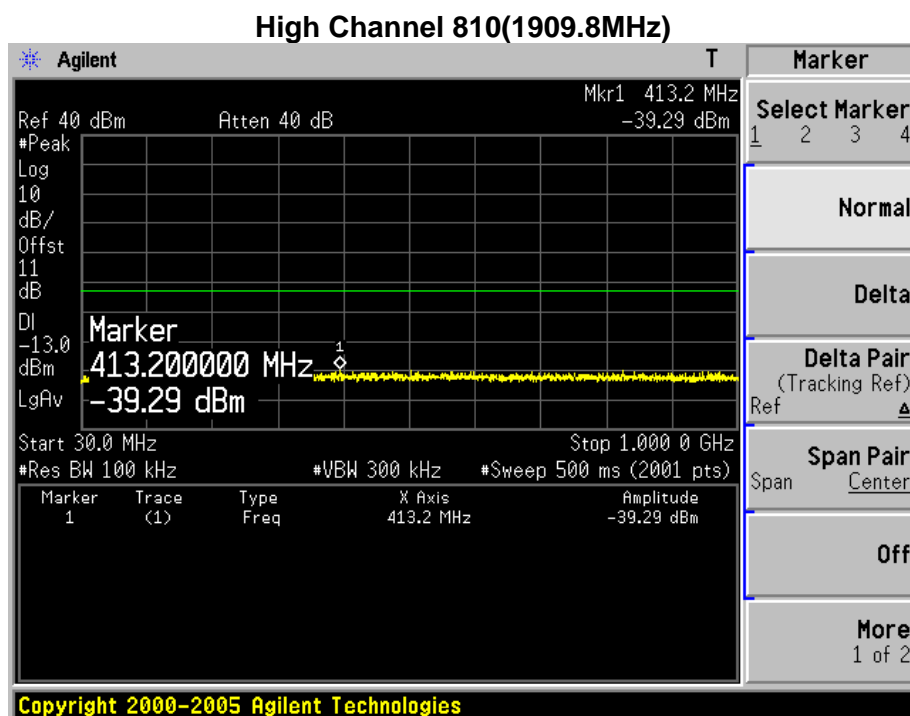 High Channel 810(1909.8MHz)
Agilent T
Mkr1 413.2 MHz
Ref 40 dBm Atten 40 dB -39.29 dBm
#Peak
Log
10
dB/
Offst
11
dB
DI
-13.0
dBm
LgAv
1
Marker
413.200000 MHz
-39.29 dBm
Start 30.0 MHz Stop 1.000 0 GHz
#Res BW 100 kHz #VBW 300 kHz #Sweep 500 ms (2001 pts)
Marker Trace Type X Axis Amplitude
1 (1) Freq 413.2 MHz -39.29 dBm
Marker
Select Marker
1 2 3 4
Normal
Delta
Delta Pair
(Tracking Ref)
Ref Δ
Span Pair
Span Center
Off
More
1 of 2
Copyright 2000-2005 Agilent Technologies